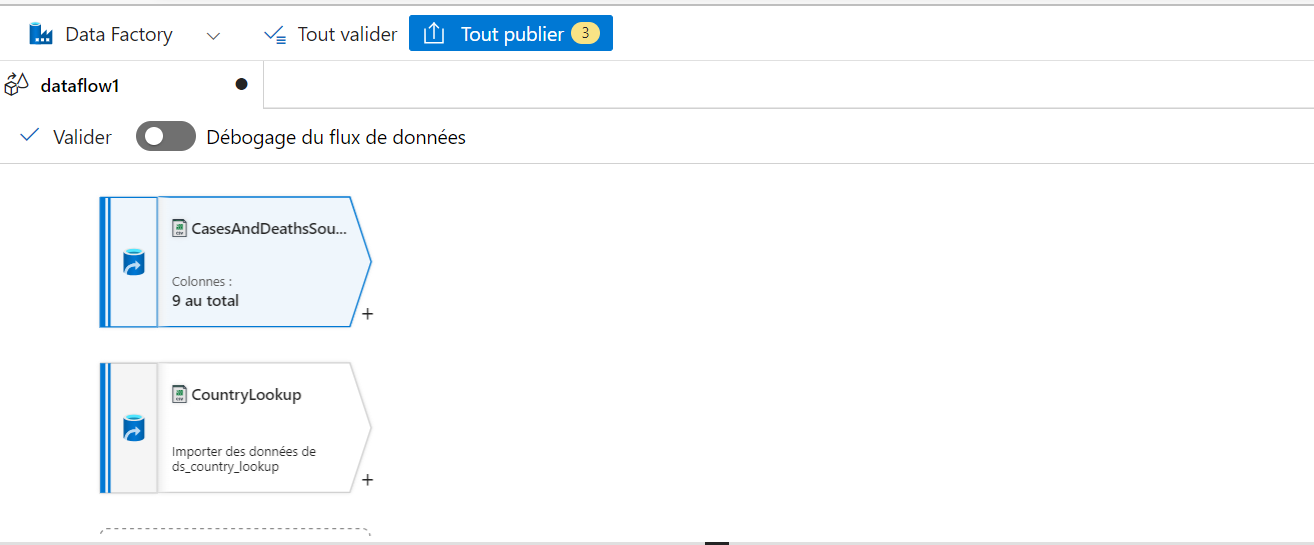 Data Factory
Tout valider
Tout publier 3
dataflow1
Valider
Débogage du flux de données
CasesAndDeathsSou...
Colonnes :
9 au total
+
CountryLookup
Importer des données de
ds_country_lookup
+